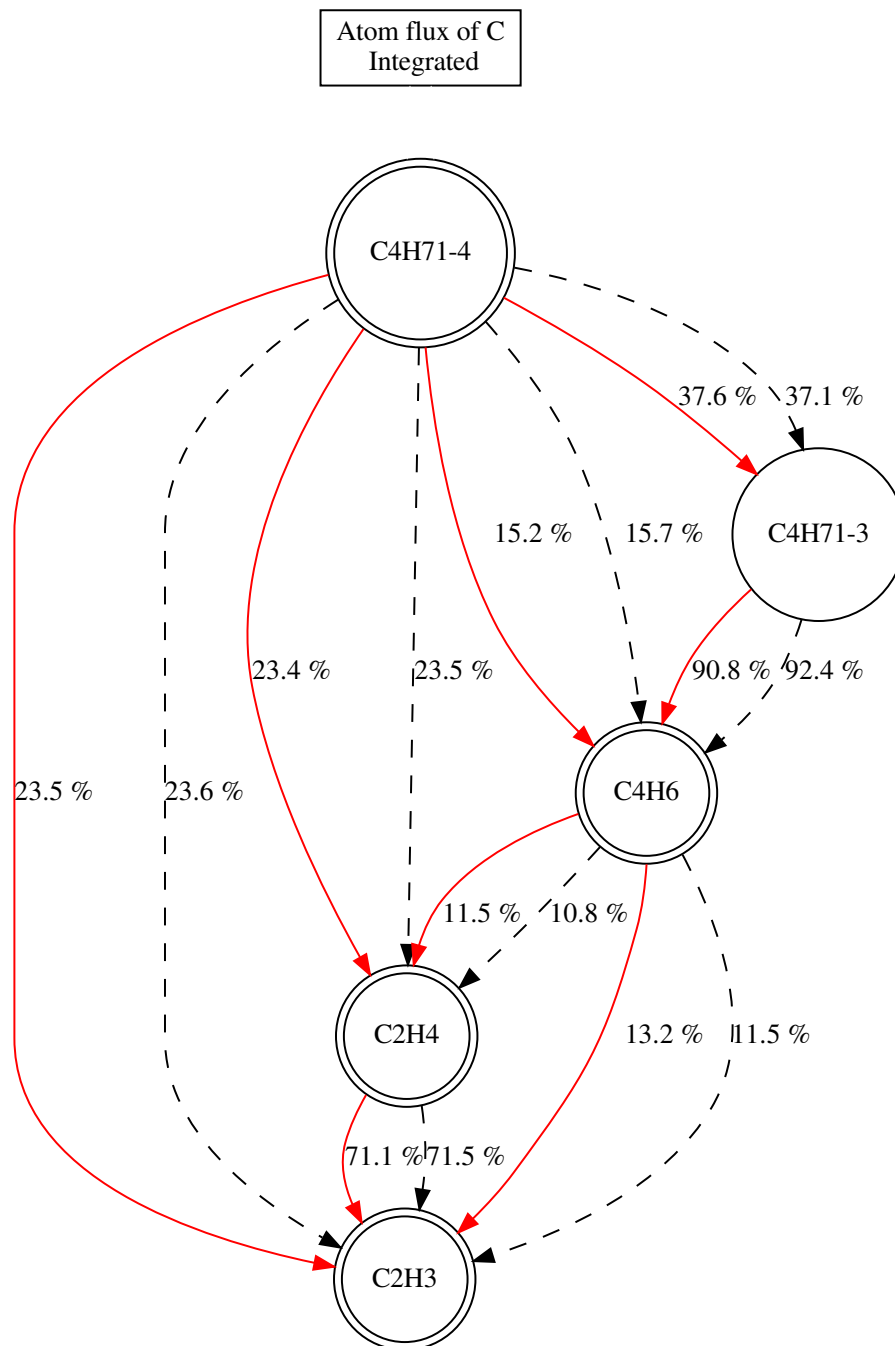 Atom flux of C
Integrated
C4H71-4
37.6 %
37.1 %
15.2 %
15.7 %
C4H71-3
23.4 %
23.5 %
90.8 %
92.4 %
23.5 %
23.6 %
C4H6
11.5 %
10.8 %
C2H4
13.2 %
11.5 %
71.1 %
71.5 %
C2H3